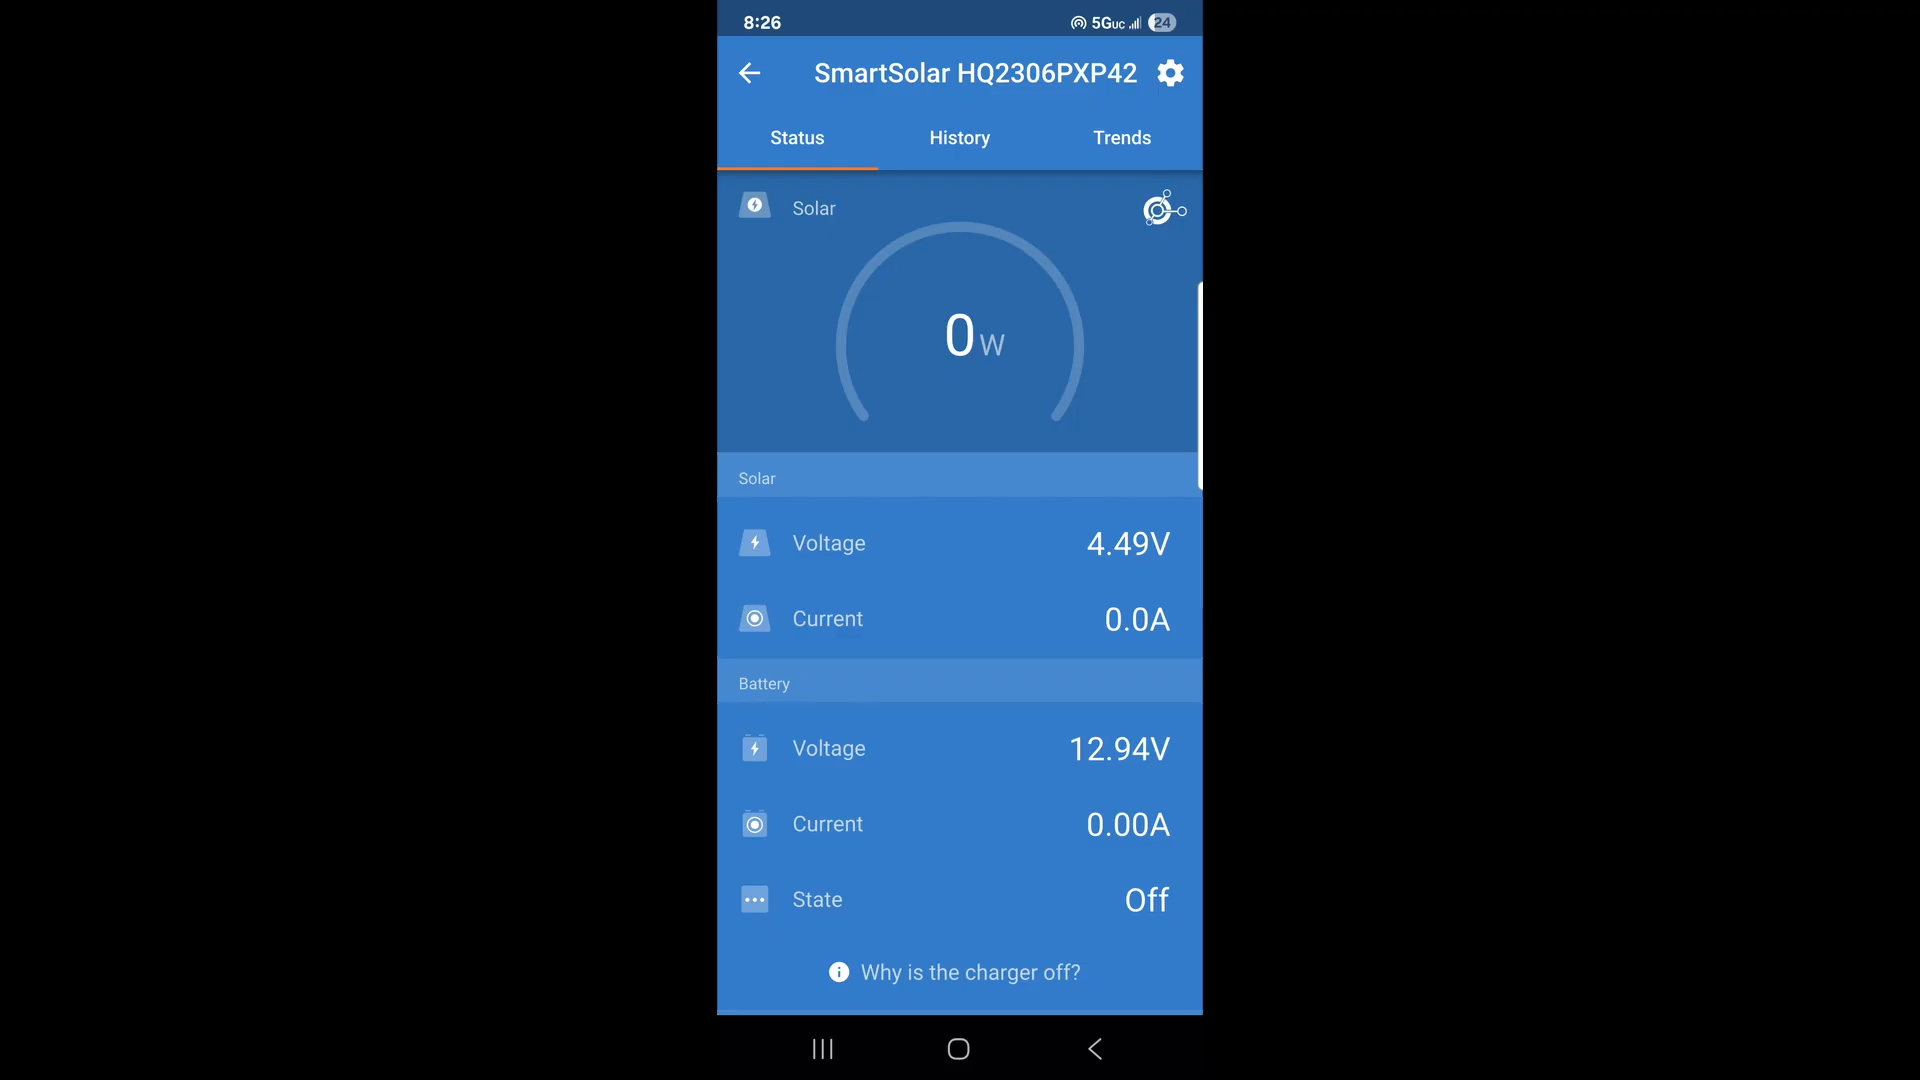 8:26
5GUC 24
SmartSolar HQ2306PXP42
Status History Trends
Solar
0 W
Solar
Voltage 4.49V
Current 0.0A
Battery
Voltage 12.94V
Current 0.00A
State Off
Why is the charger off?